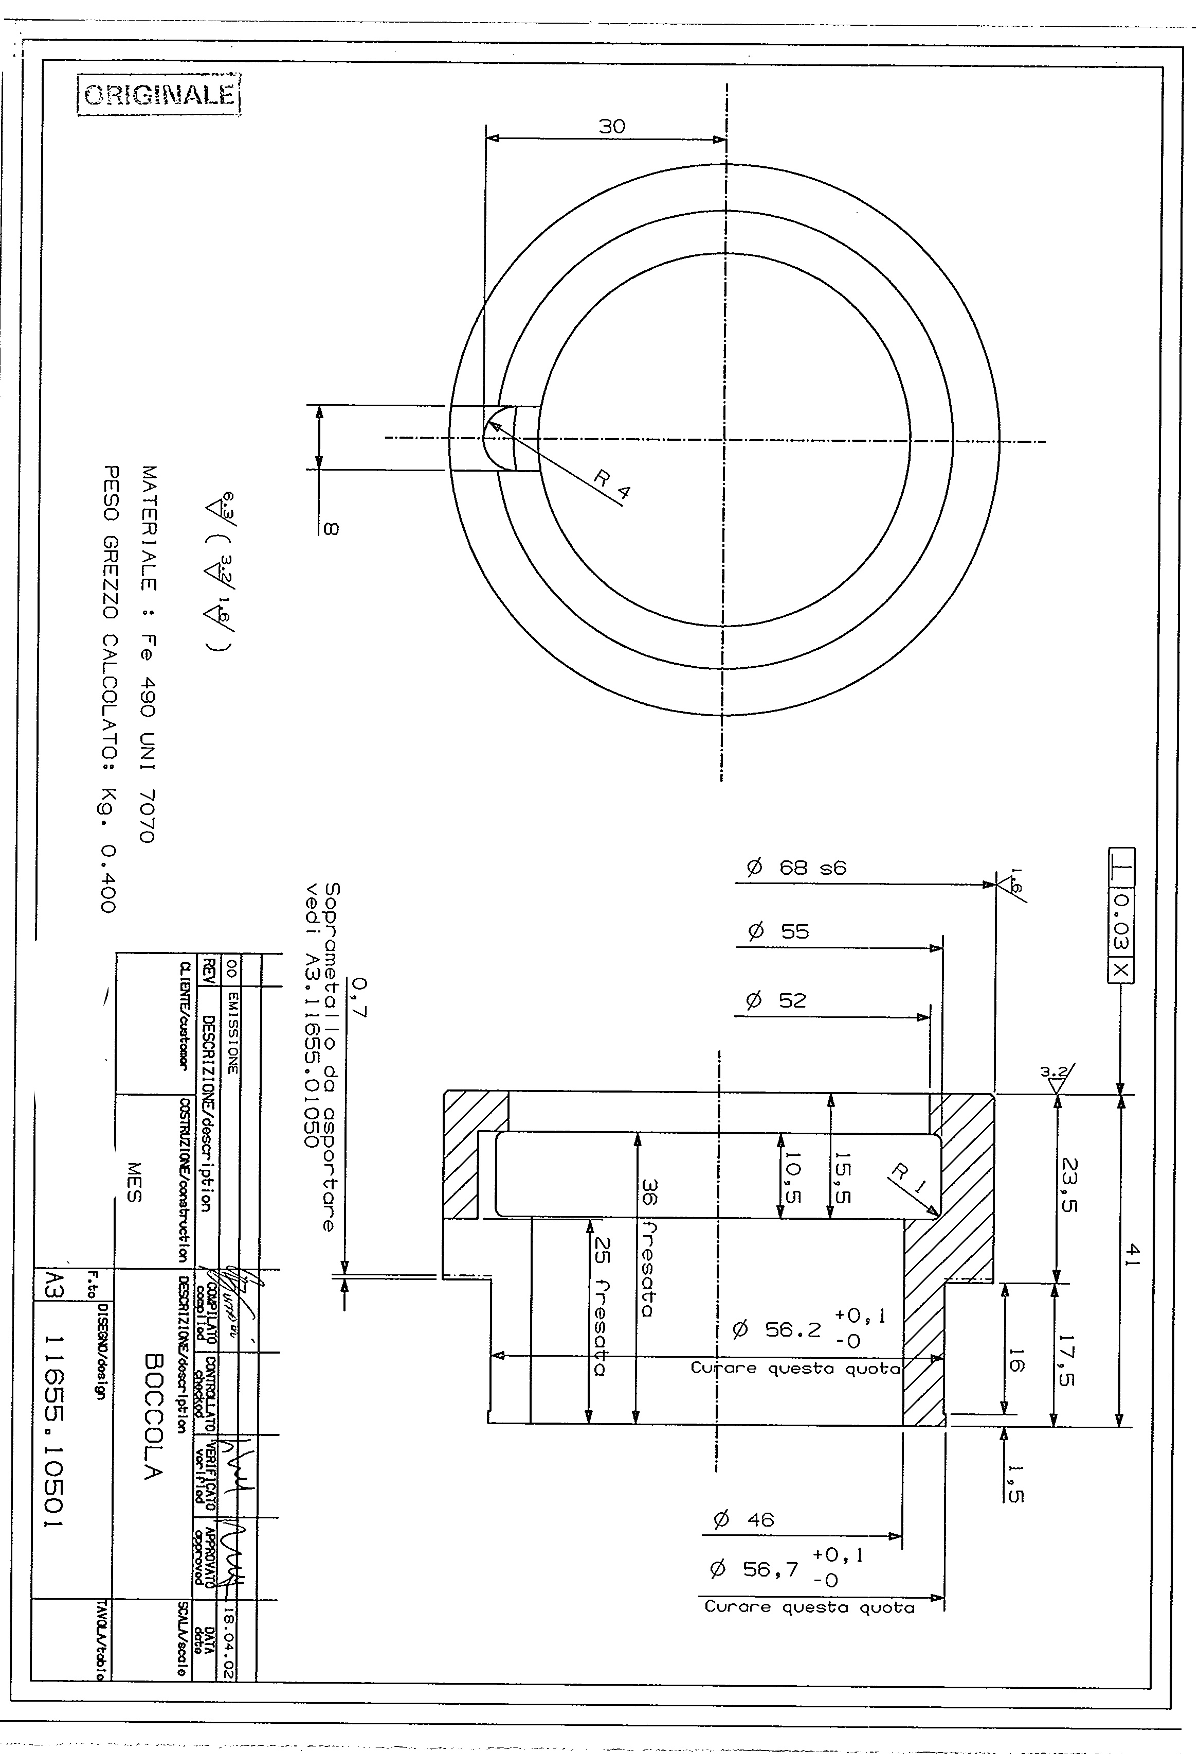 ORIGINALE
30
R 4
8
6.3 ( 3.2 1.6 )
MATERIALE : Fe 490 UNI 7070
PESO GREZZO CALCOLATO: Kg. 0.400
Ø 68 s6
1.6
⊥ 0.03 X
Ø 55
Ø 52
3.2
0,7
Soprametallo da asportare
vedi A3.11655.01050
10,5
15,5
R 1
23,5
41
36 fresata
25 fresata
Ø 56.2 +0,1
-0
Curare questa quota
16
17,5
1,5
Ø 46
Ø 56,7 +0,1
-0
Curare questa quota
00 EMISSIONE 18.04.02
REV DESCRIZIONE/description COMPILATO compiled CONTROLLATO checked VERIFICATO verified APPROVATO approved DATA date
CLIENTE/customer COSTRUZIONE/construction DESCRIZIONE/description SCALA/scale
MES BOCCOLA
F.to DISEGNO/design TAVOLA/table
A3 11655.10501